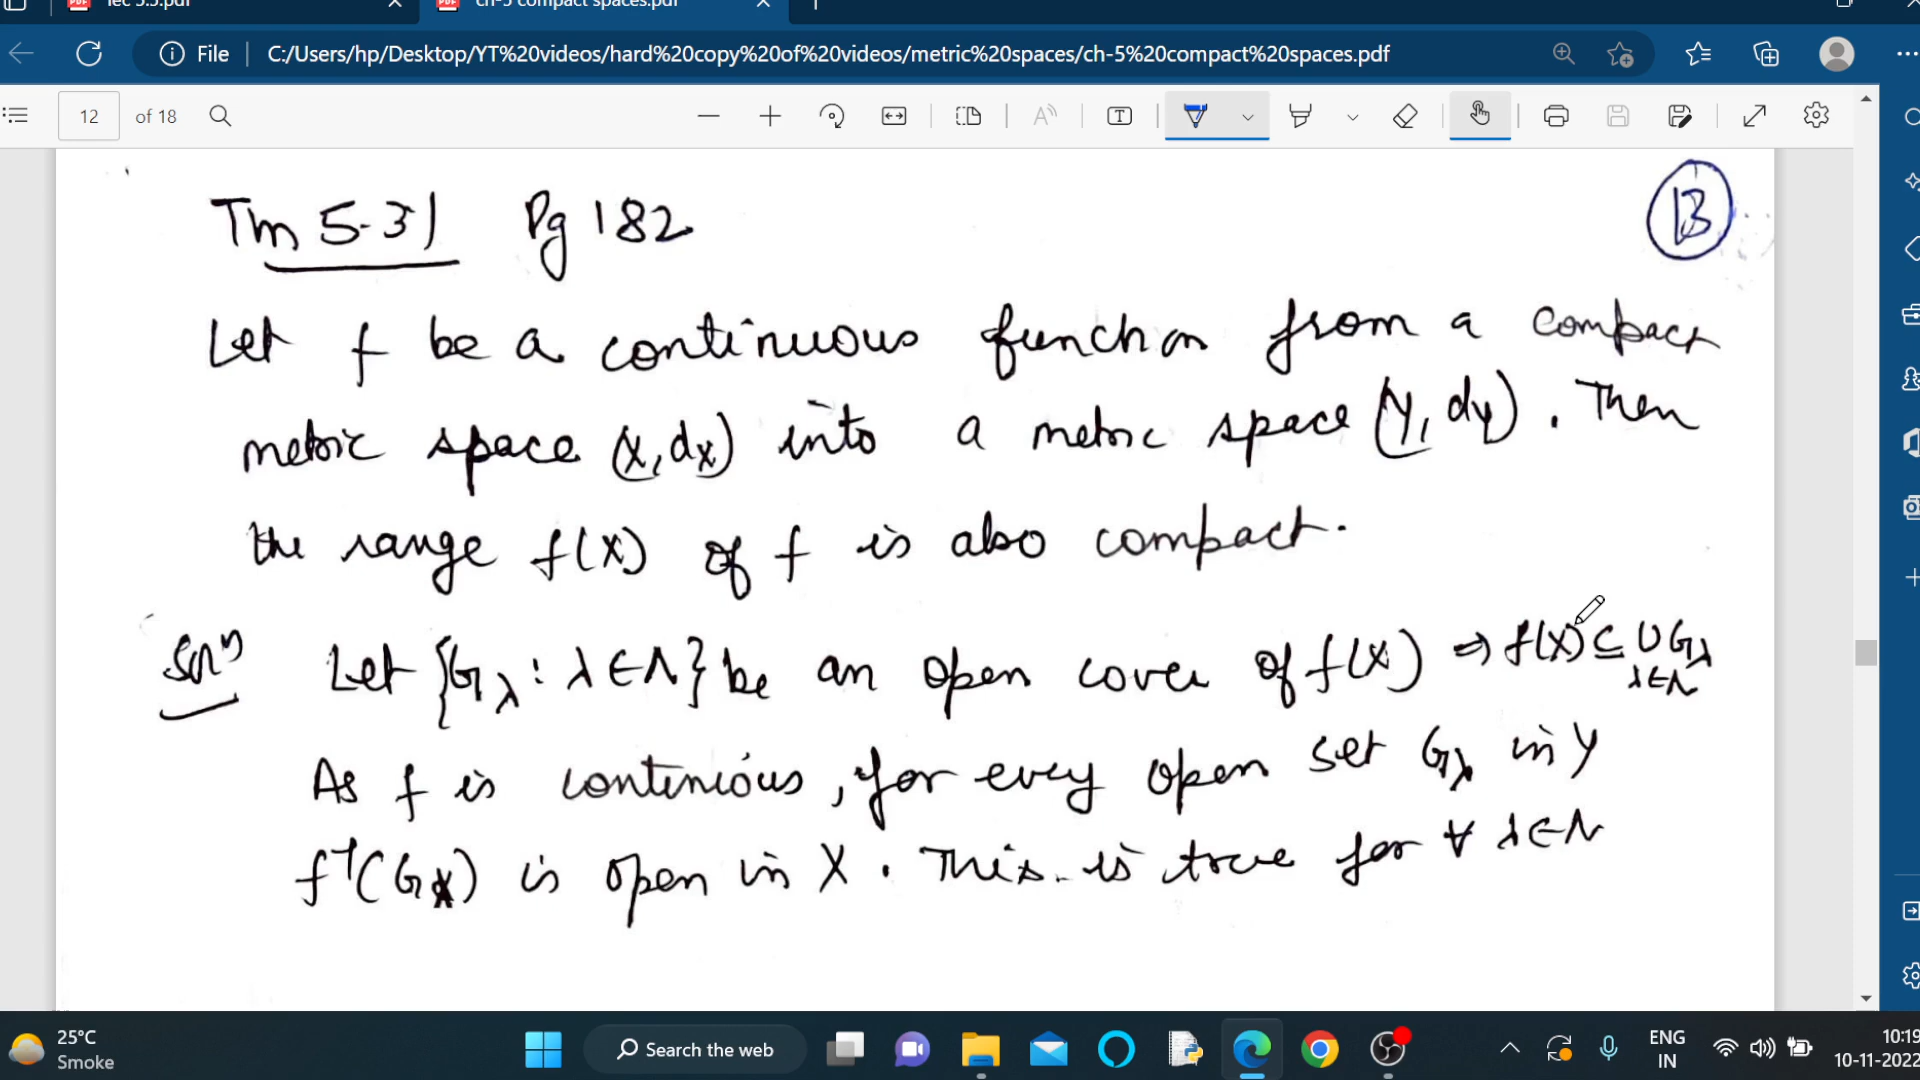 lec 5.5.pdf
ch-5 compact spaces.pdf
File
C:/Users/hp/Desktop/YT%20videos/hard%20copy%20of%20videos/metric%20spaces/ch-5%20compact%20spaces.pdf
12 of 18
Tm 5.31 Pg 182
13
Let f be a continuous function from a compact
metric space (X, dx) into a metric space (Y, dy). Then
the range f(X) of f is also compact.
Soln Let {Gλ : λ ∈ Λ} be an open cover of f(X) ⇒ f(X) ⊆ ∪ Gλ
λ∈Λ
As f is contenious, for every open set Gλ in Y
f⁻¹(Gλ) is open in X. This is true for ∀ λ∈Λ
25°C
Smoke
Search the web
ENG
IN
10:19
10-11-2022